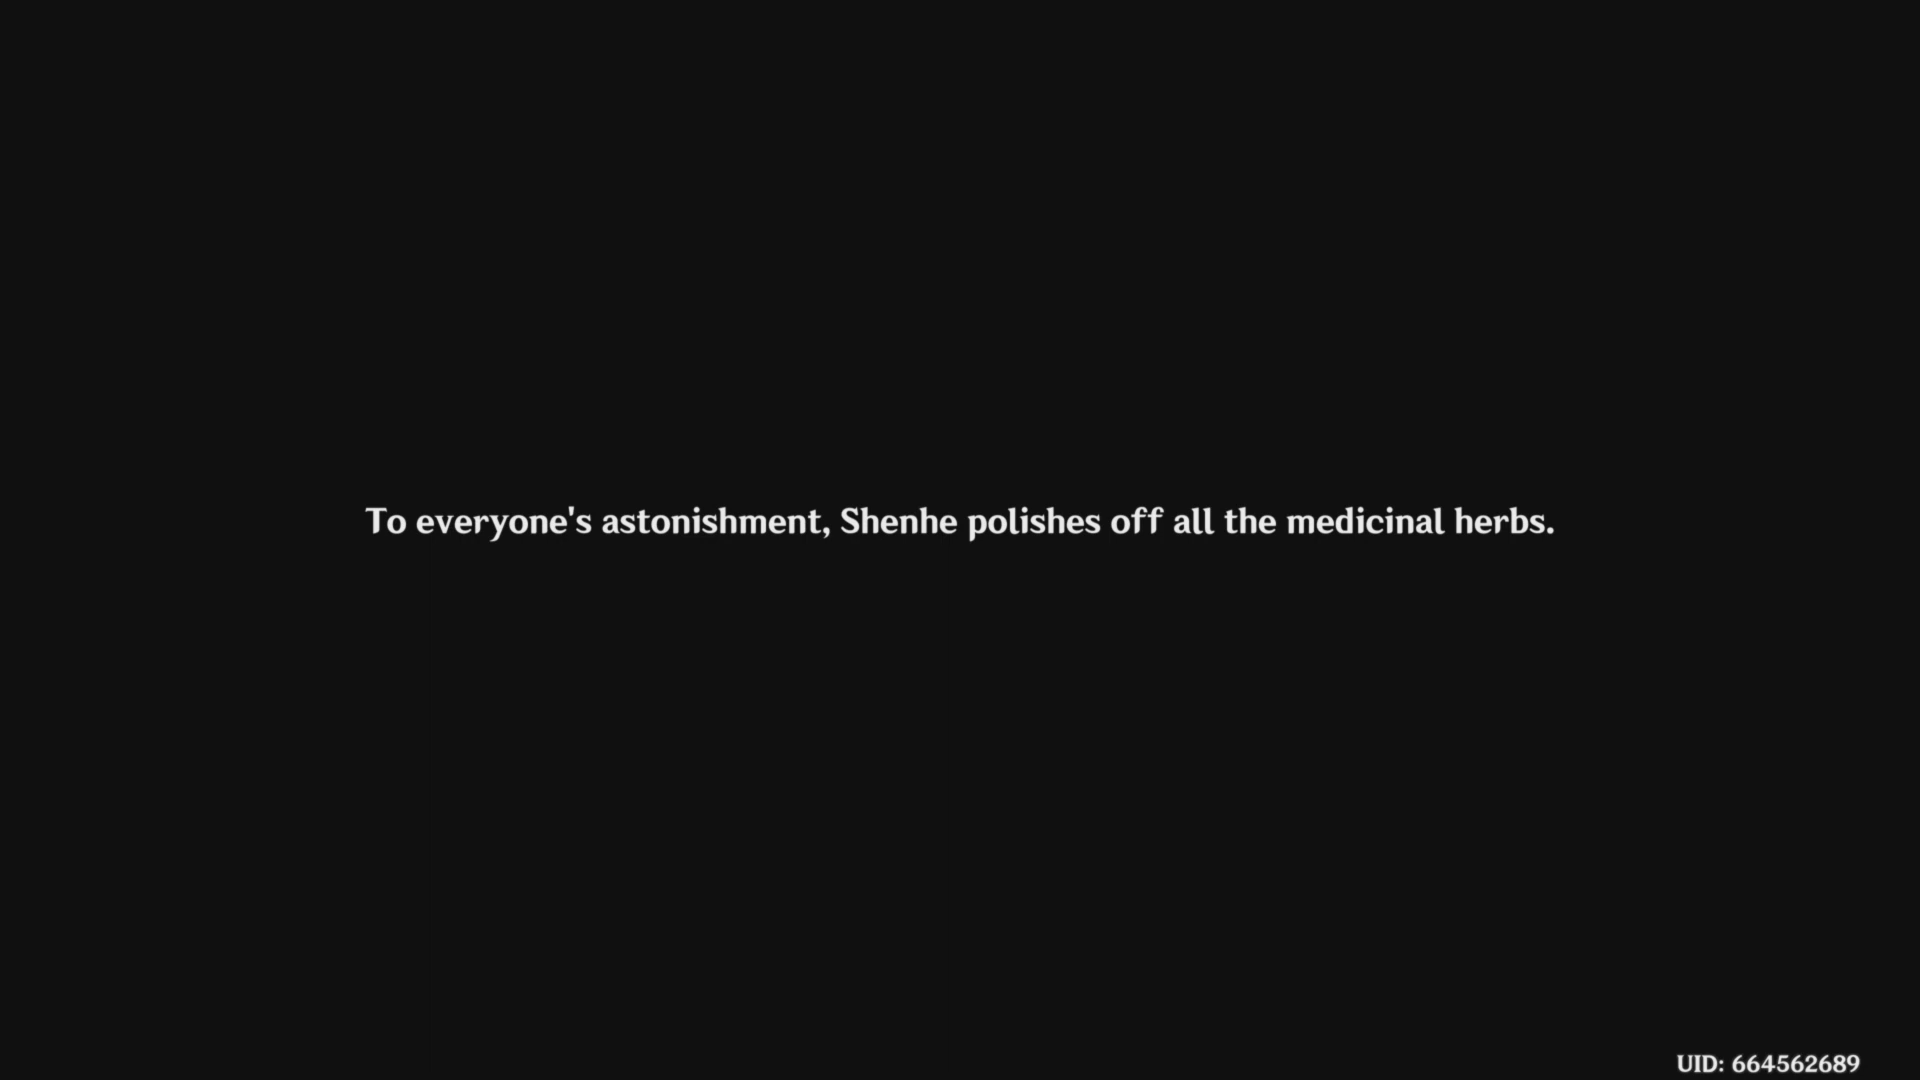 To everyone's astonishment, Shenhe polishes off all the medicinal herbs.
UID: 664562689